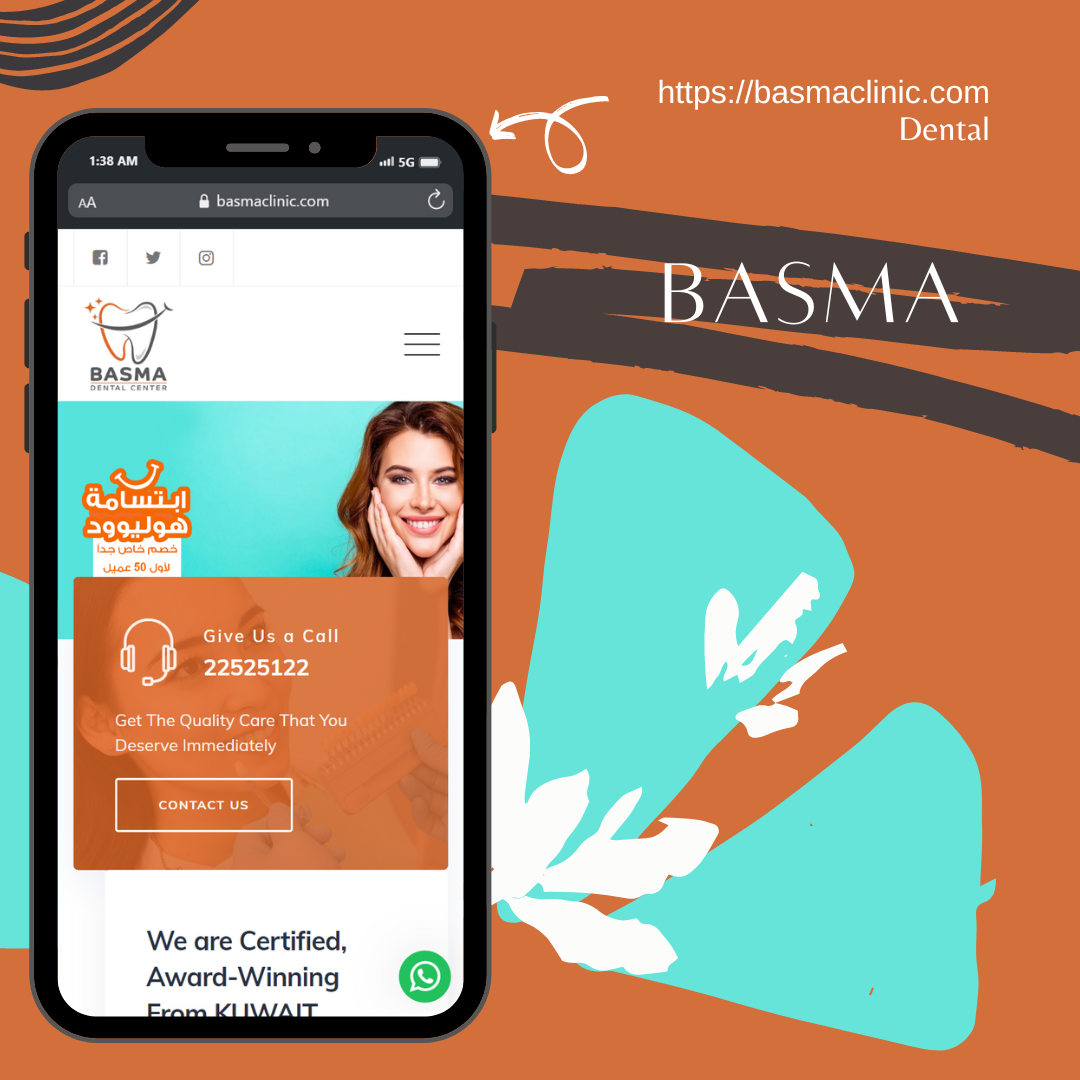 https://basmaclinic.com
Dental
BASMA
1:38 AM
5G
AA
basmaclinic.com
BASMA
DENTAL CENTER
ابتسامة
هوليوود
خصم خاص جدا
لأول 50 عميل
Give Us a Call
22525122
Get The Quality Care That You
Deserve Immediately
CONTACT US
We are Certified,
Award-Winning
From KUWAIT